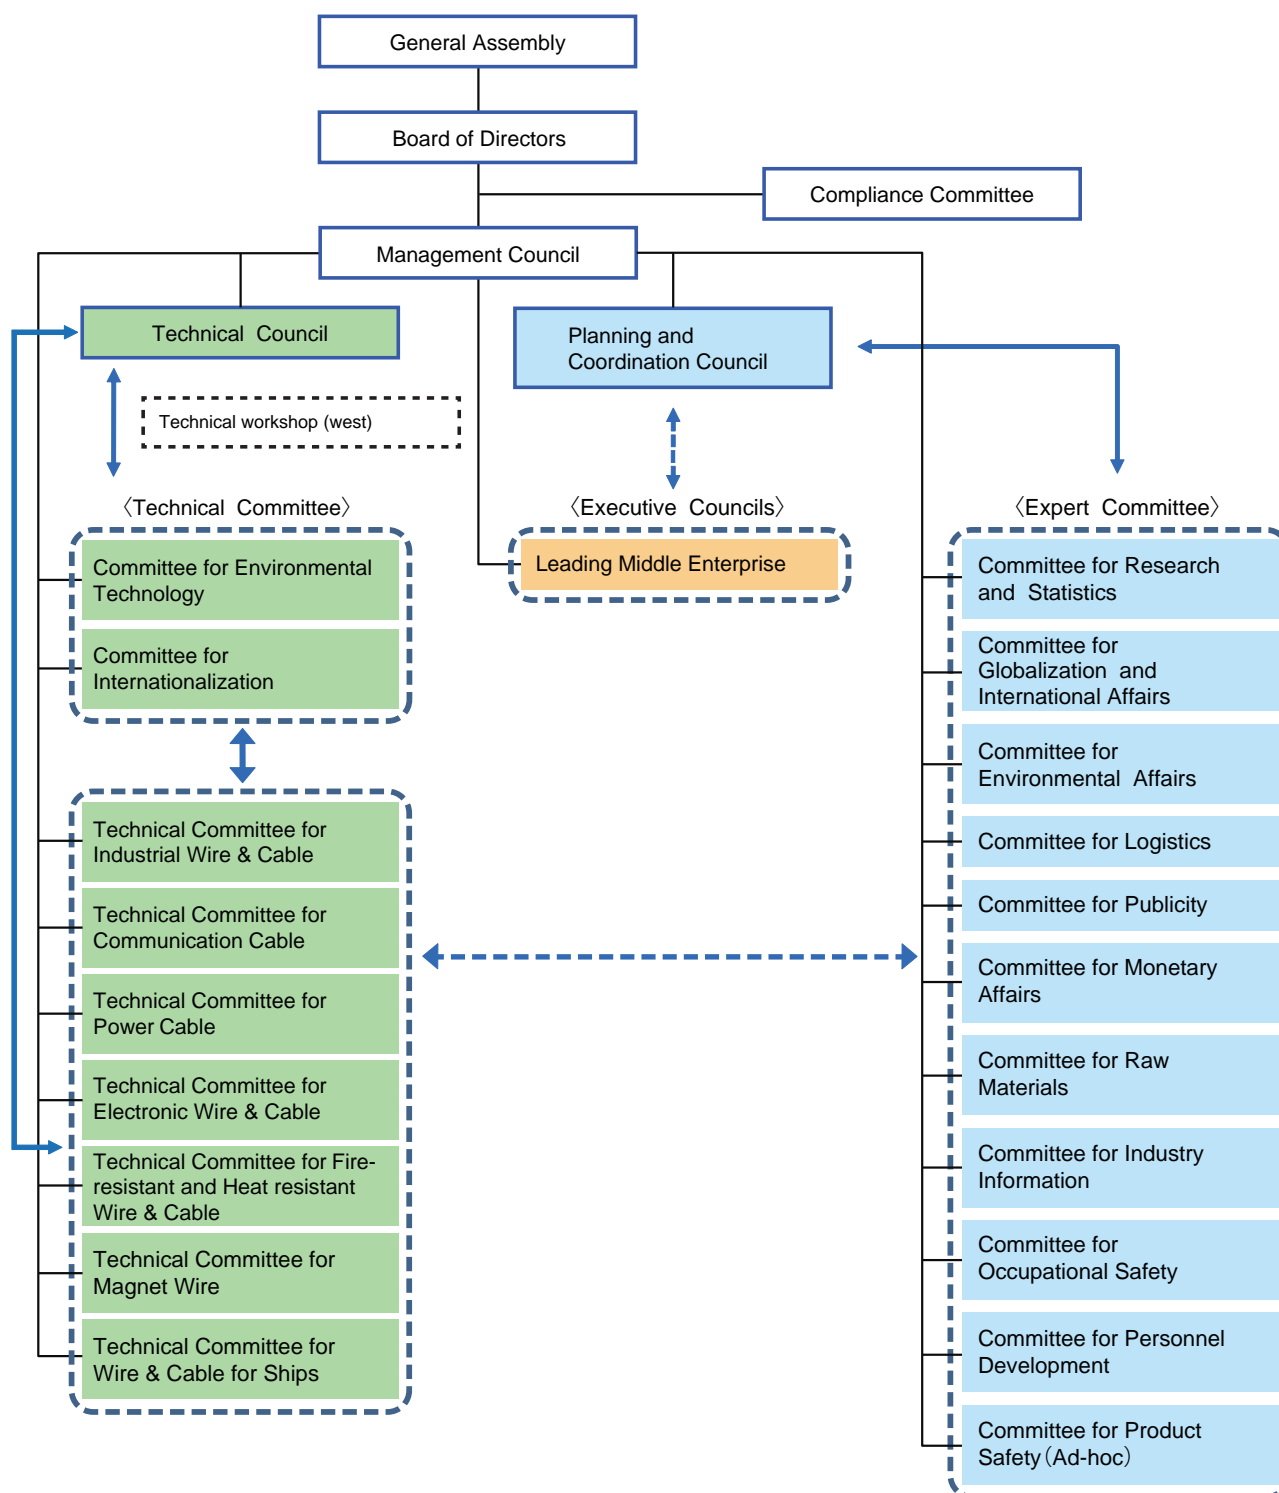 General Assembly
Board of Directors
Compliance Committee
Management Council
Technical Council
Planning and
Coordination Council
Technical workshop (west)
〈Technical Committee〉
〈Executive Councils〉
〈Expert Committee〉
Committee for Environmental
Technology
Committee for
Internationalization
Technical Committee for
Industrial Wire & Cable
Technical Committee for
Communication Cable
Technical Committee for
Power Cable
Technical Committee for
Electronic Wire & Cable
Technical Committee for Fire-
resistant and Heat resistant
Wire & Cable
Technical Committee for
Magnet Wire
Technical Committee for
Wire & Cable for Ships
Leading Middle Enterprise
Committee for Research
and Statistics
Committee for
Globalization and
International Affairs
Committee for
Environmental Affairs
Committee for Logistics
Committee for Publicity
Committee for Monetary
Affairs
Committee for Raw
Materials
Committee for Industry
Information
Committee for
Occupational Safety
Committee for Personnel
Development
Committee for Product
Safety（Ad-hoc）